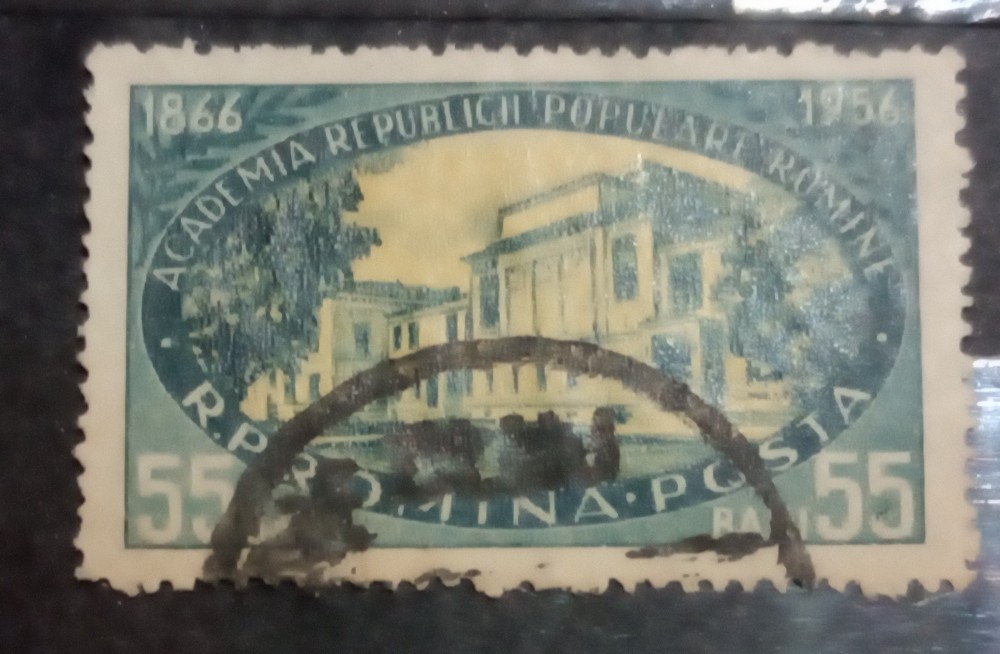 1866
1956
ACADEMIA REPUBLICII POPULARE ROMINE
R.P.ROMINA·POSTA
55
BANI 55